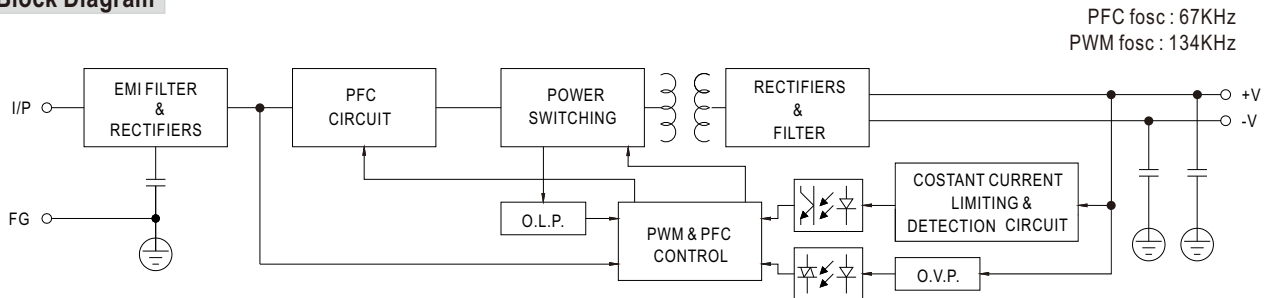 Block Diagram
PFC fosc : 67KHz
PWM fosc : 134KHz
I/P
EMI FILTER
&
RECTIFIERS
PFC
CIRCUIT
POWER
SWITCHING
RECTIFIERS
&
FILTER
+V
-V
FG
O.L.P.
PWM & PFC
CONTROL
COSTANT CURRENT
LIMITING &
DETECTION CIRCUIT
O.V.P.